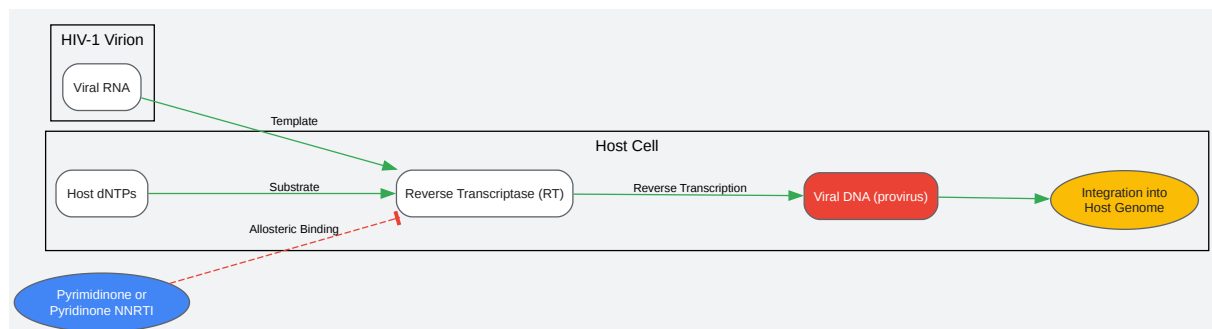 HIV-1 Virion
Viral RNA
Template
Host Cell
Host dNTPs
Substrate
Reverse Transcriptase (RT)
Reverse Transcription
Viral DNA (provirus)
Integration into
Host Genome
Allosteric Binding
Pyrimidinone or
Pyridinone NNRTI